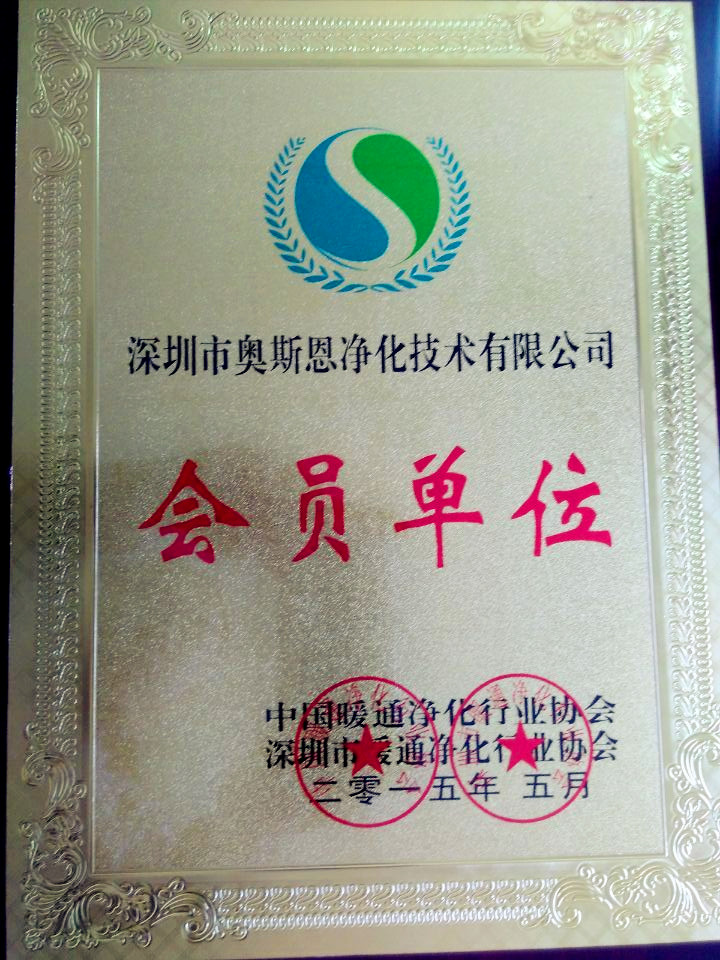 深圳市奥斯恩净化技术有限公司
会员单位
中国暖通净化行业协会
深圳市暖通净化行业协会
二零一五年 五月